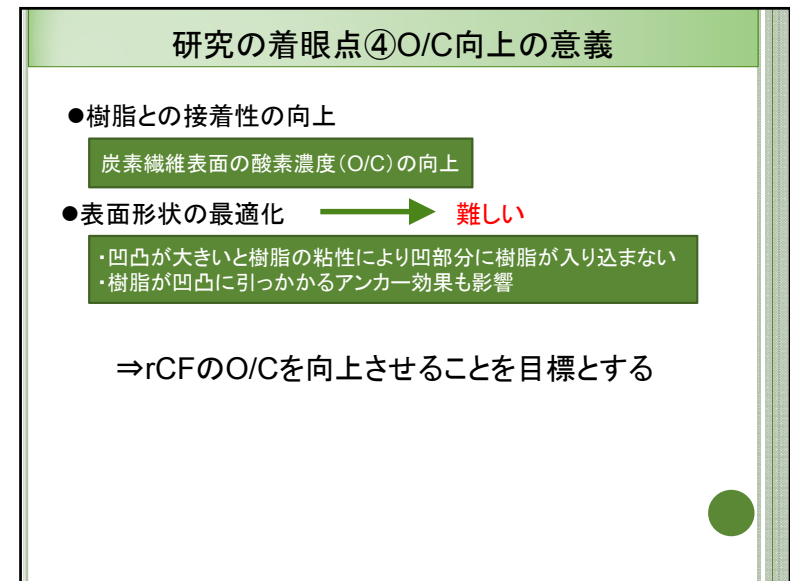 研究の着眼点④O/C向上の意義
●樹脂との接着性の向上
炭素繊維表面の酸素濃度(O/C)の向上
●表面形状の最適化 難しい
・凹凸が大きいと樹脂の粘性により凹部分に樹脂が入り込まない
・樹脂が凹凸に引っかかるアンカー効果も影響
⇒rCFのO/Cを向上させることを目標とする